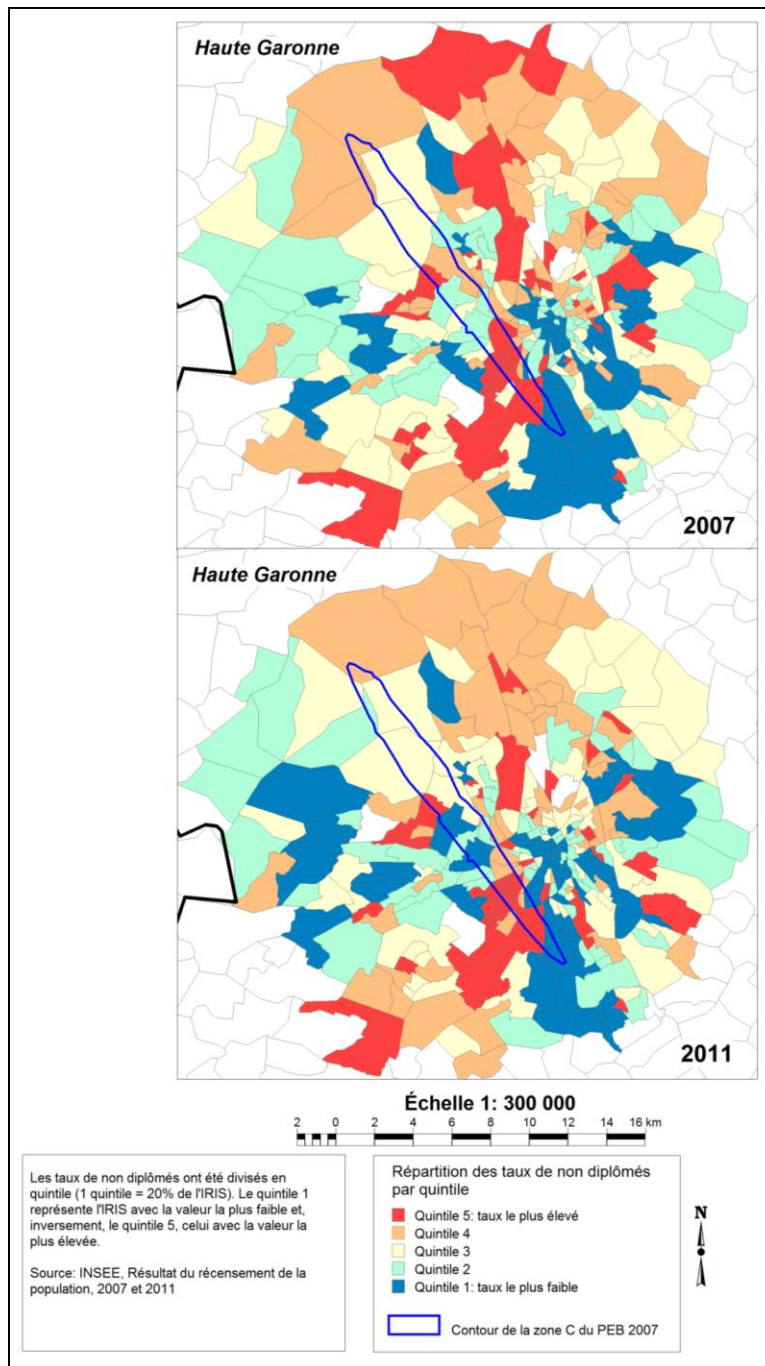 Haute Garonne
2007
Haute Garonne
2011
Échelle 1: 300 000
2 0 2 4 6 8 10 12 14 16 km
Les taux de non diplômés ont été divisés en
quintile (1 quintile = 20% de l'IRIS). Le quintile 1
représente l'IRIS avec la valeur la plus faible et,
inversement, le quintile 5, celui avec la valeur la
plus élevée.
Source: INSEE, Résultat du récensement de la
population, 2007 et 2011
Répartition des taux de non diplômés
par quintile
Quintile 5: taux le plus élevé
Quintile 4
Quintile 3
Quintile 2
Quintile 1: taux le plus faible
Contour de la zone C du PEB 2007
N